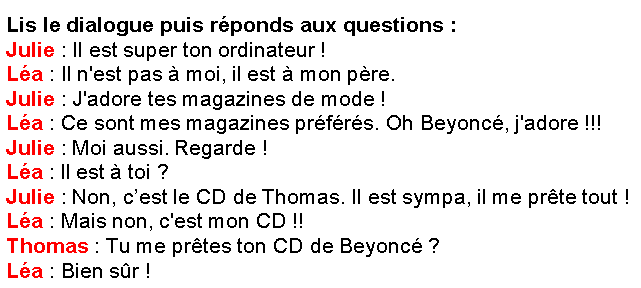 Lis le dialogue puis réponds aux questions :
Julie : Il est super ton ordinateur !
Léa : Il n'est pas à moi, il est à mon père.
Julie : J'adore tes magazines de mode !
Léa : Ce sont mes magazines préférés. Oh Beyoncé, j'adore !!!
Julie : Moi aussi. Regarde !
Léa : Il est à toi ?
Julie : Non, c’est le CD de Thomas. Il est sympa, il me prête tout !
Léa : Mais non, c'est mon CD !!
Thomas : Tu me prêtes ton CD de Beyoncé ?
Léa : Bien sûr !